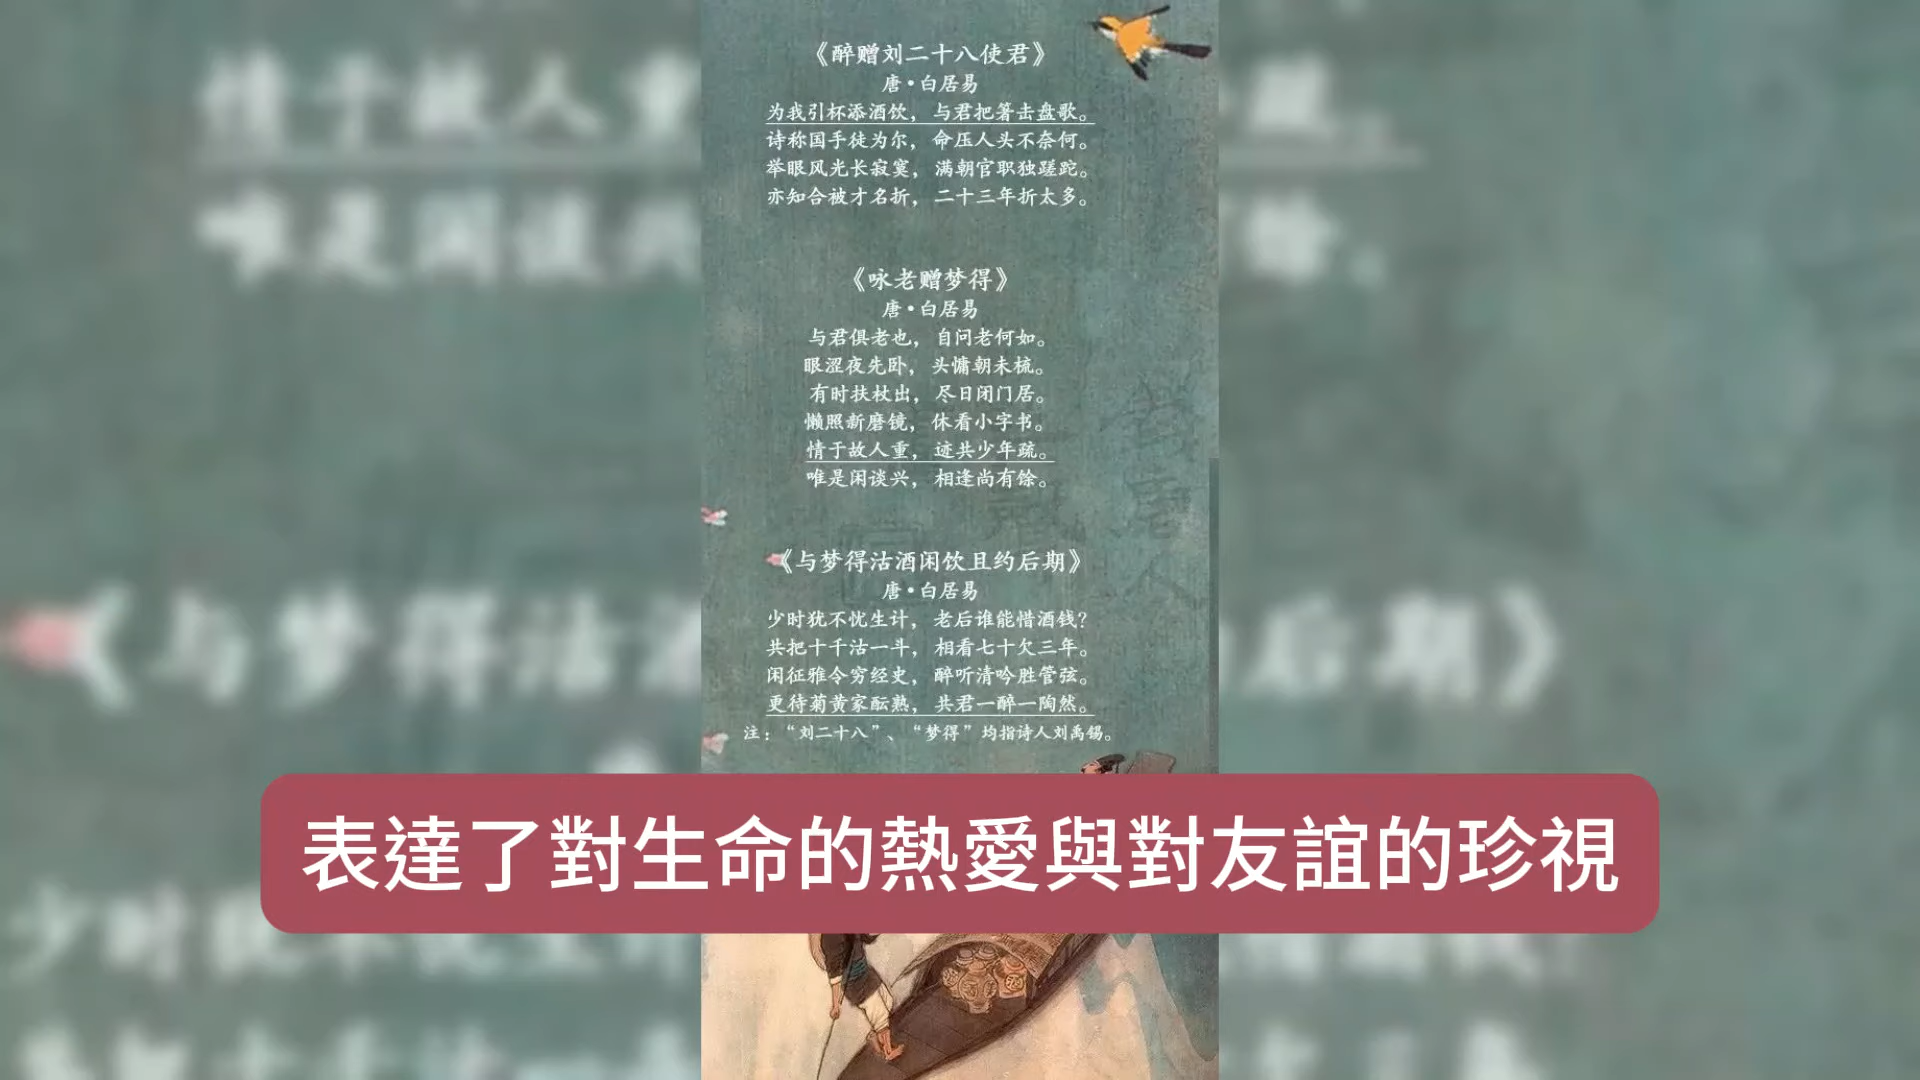 《醉赠刘二十八使君》
唐·白居易
为我引杯添酒饮，与君把箸击盘歌。
诗称国手徒为尔，命压人头不奈何。
举眼风光长寂寞，满朝官职独蹉跎。
亦知合被才名折，二十三年折太多。
《咏老赠梦得》
唐·白居易
与君俱老也，自问老何如。
眼涩夜先卧，头慵朝未梳。
有时扶杖出，尽日闭门居。
懒照新磨镜，休看小字书。
情于故人重，迹共少年疏。
唯是闲谈兴，相逢尚有馀。
《与梦得沽酒闲饮且约后期》
唐·白居易
少时犹不忧生计，老后谁能惜酒钱？
共把十千沽一斗，相看七十欠三年。
闲征雅令穷经史，醉听清吟胜管弦。
更待菊黄家酝熟，共君一醉一陶然。
注：“刘二十八”、“梦得”均指诗人刘禹锡。
表達了對生命的熱愛與對友誼的珍視